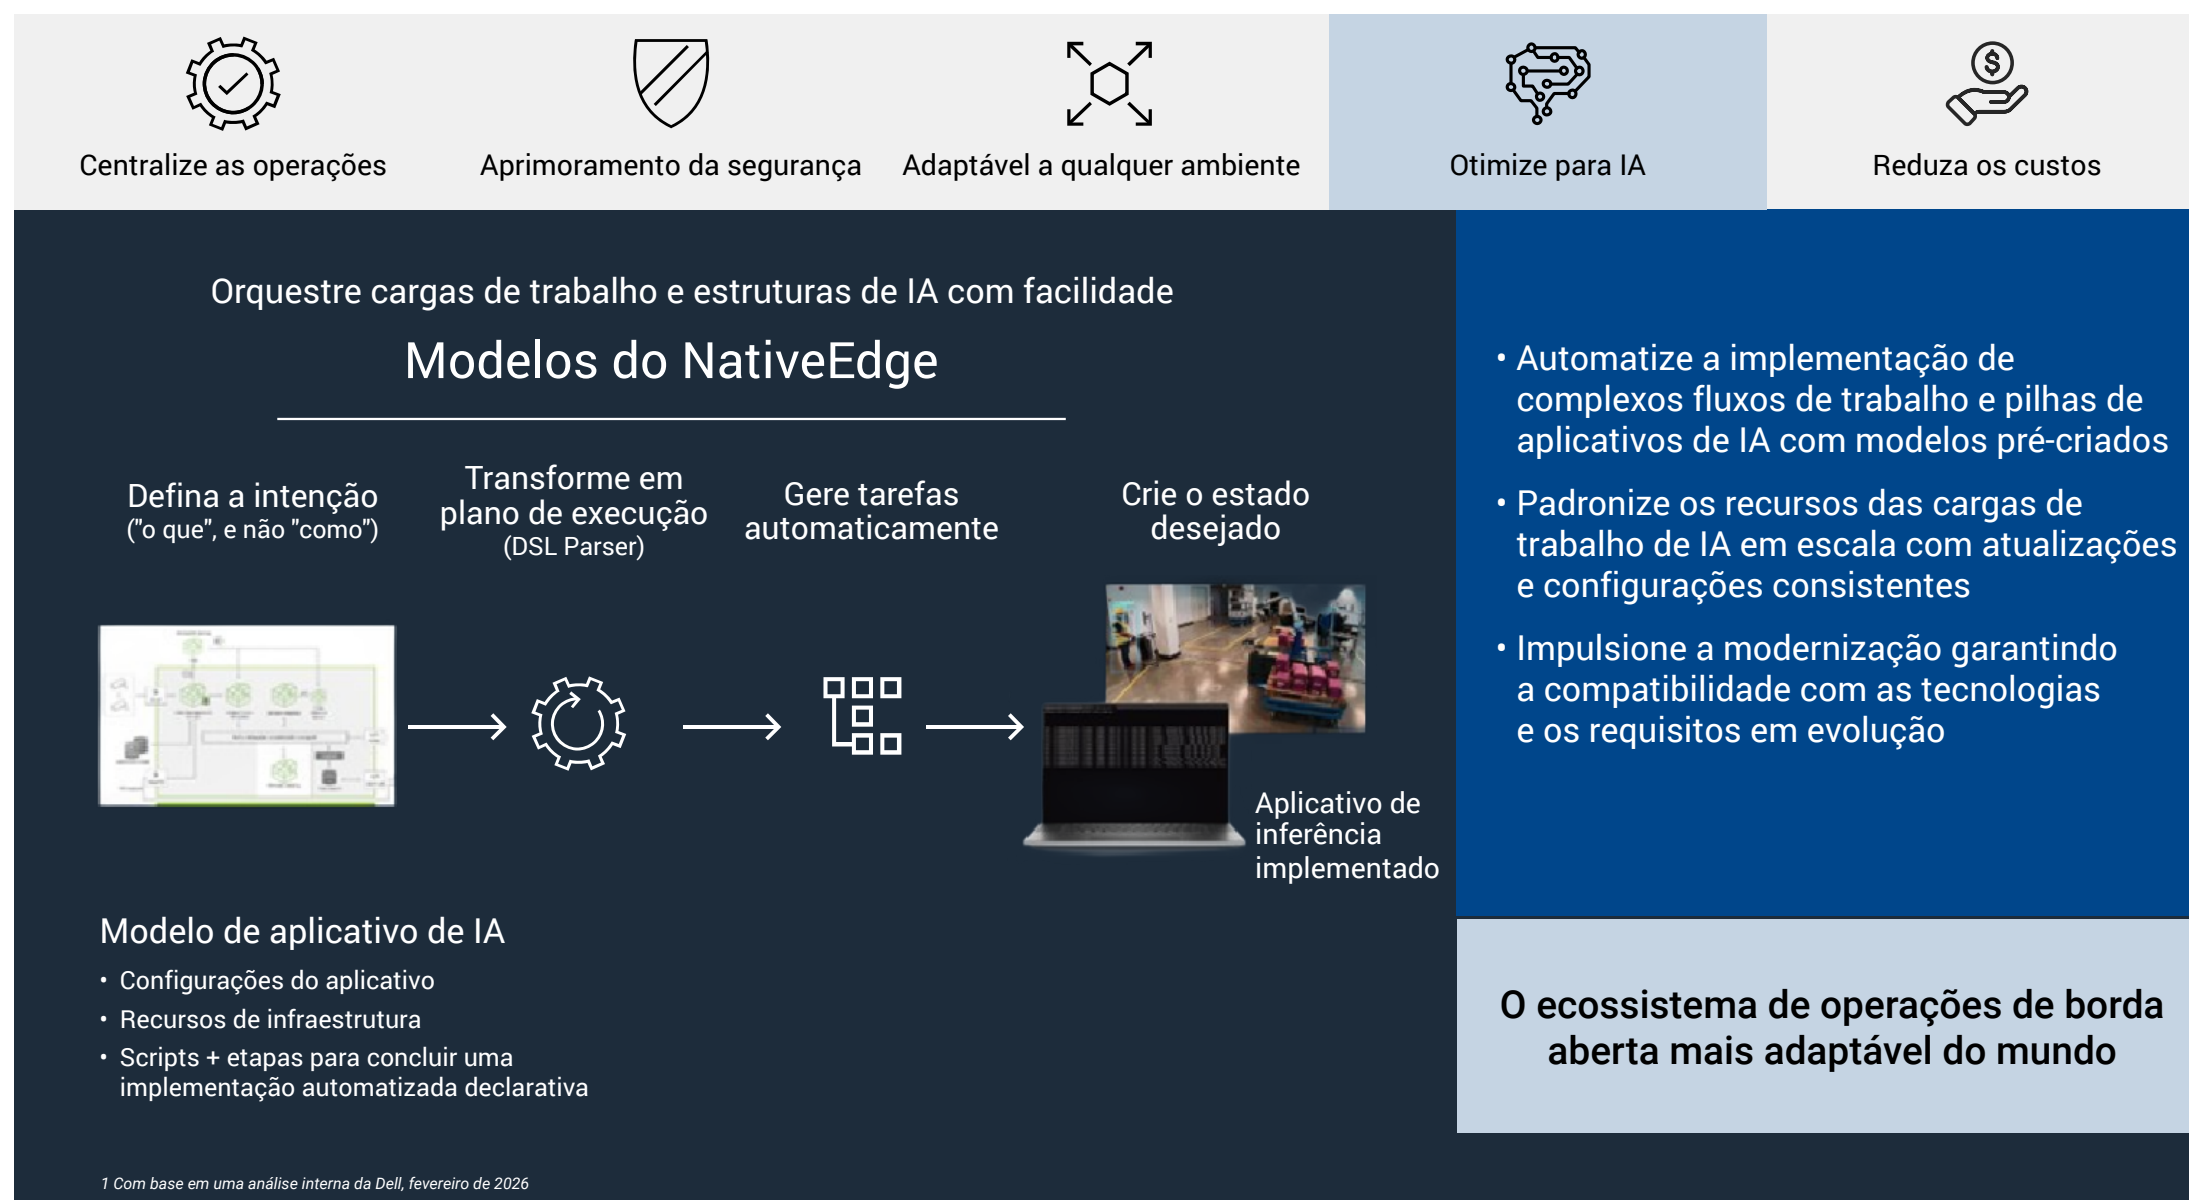 Centralize as operações
Aprimoramento da segurança
Adaptável a qualquer ambiente
Otimize para IA
Reduza os custos
Orquestre cargas de trabalho e estruturas de IA com facilidade
Modelos do NativeEdge
Defina a intenção
("o que", e não "como")
Transforme em
plano de execução
(DSL Parser)
Gere tarefas
automaticamente
Crie o estado
desejado
Aplicativo de
inferência
implementado
Modelo de aplicativo de IA
• Configurações do aplicativo
• Recursos de infraestrutura
• Scripts + etapas para concluir uma
implementação automatizada declarativa
1 Com base em uma análise interna da Dell, fevereiro de 2026
• Automatize a implementação de
complexos fluxos de trabalho e pilhas de
aplicativos de IA com modelos pré-criados
• Padronize os recursos das cargas de
trabalho de IA em escala com atualizações
e configurações consistentes
• Impulsione a modernização garantindo
a compatibilidade com as tecnologias
e os requisitos em evolução
O ecossistema de operações de borda
aberta mais adaptável do mundo